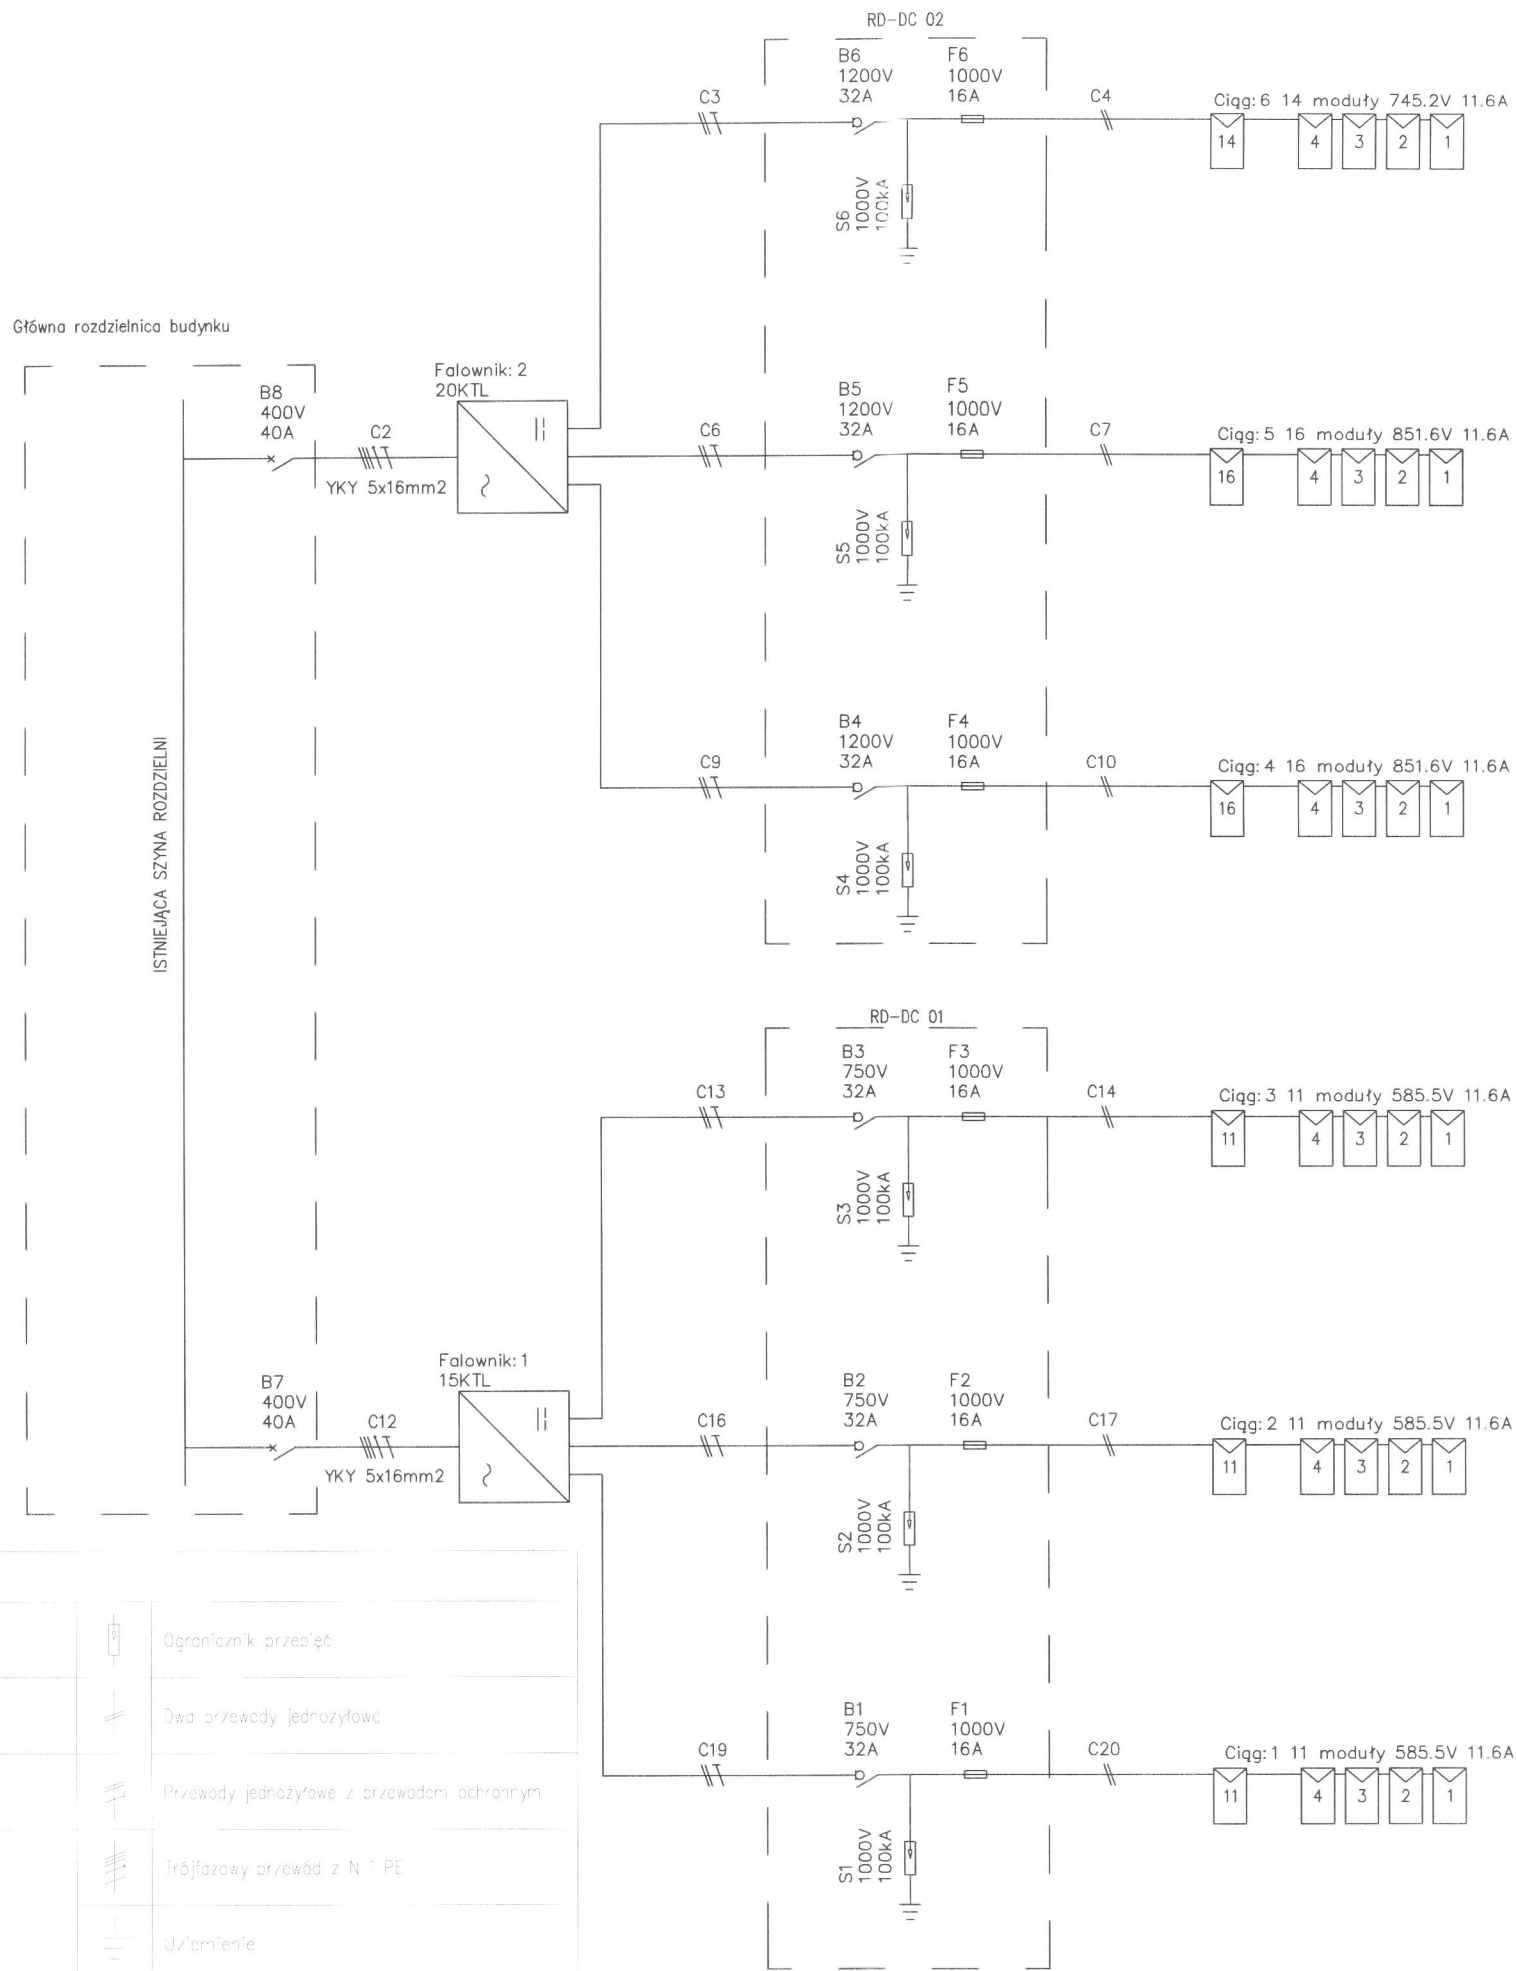 RD-DC 02
B6
1200V
32A
F6
1000V
16A
C3
C4
Ciąg: 6 14 moduły 745.2V 11.6A
14
4
3
2
1
S6
1000V
100kA
Główna rozdzielnica budynku
B8
400V
40A
C2
YKY 5x16mm2
Falownik: 2
20KTL
B5
1200V
32A
F5
1000V
16A
C6
C7
Ciąg: 5 16 moduły 851.6V 11.6A
16
4
3
2
1
S5
1000V
100kA
ISTNIEJĄCA SZYNA ROZDZIELNI
B4
1200V
32A
F4
1000V
16A
C9
C10
Ciąg: 4 16 moduły 851.6V 11.6A
16
4
3
2
1
S4
1000V
100kA
RD-DC 01
B3
750V
32A
F3
1000V
16A
C13
C14
Ciąg: 3 11 moduły 585.5V 11.6A
11
4
3
2
1
S3
1000V
100kA
B7
400V
40A
C12
YKY 5x16mm2
Falownik: 1
15KTL
B2
750V
32A
F2
1000V
16A
C16
C17
Ciąg: 2 11 moduły 585.5V 11.6A
11
4
3
2
1
S2
1000V
100kA
B1
750V
32A
F1
1000V
16A
C19
C20
Ciąg: 1 11 moduły 585.5V 11.6A
11
4
3
2
1
S1
1000V
100kA
Ogranicznik przepięć
Dwa przewody jednożyłowe
Przewody jednożyłowe z przewodem ochronnym
Trójfazowy przewód z N i PE
Uziemienie